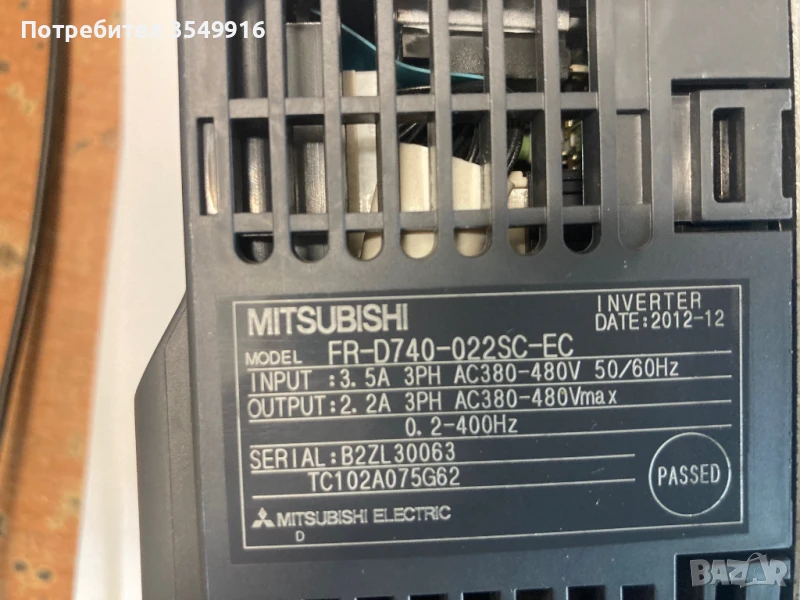 Потребител 3549916
MITSUBISHI
INVERTER
DATE:2012-12
MODEL FR-D740-022SC-EC
INPUT :3.5A 3PH AC380-480V 50/60Hz
OUTPUT:2.2A 3PH AC380-480Vmax
0.2-400Hz
SERIAL:B2ZL30063
TC102A075G62
PASSED
MITSUBISHI ELECTRIC
D
BAZAR